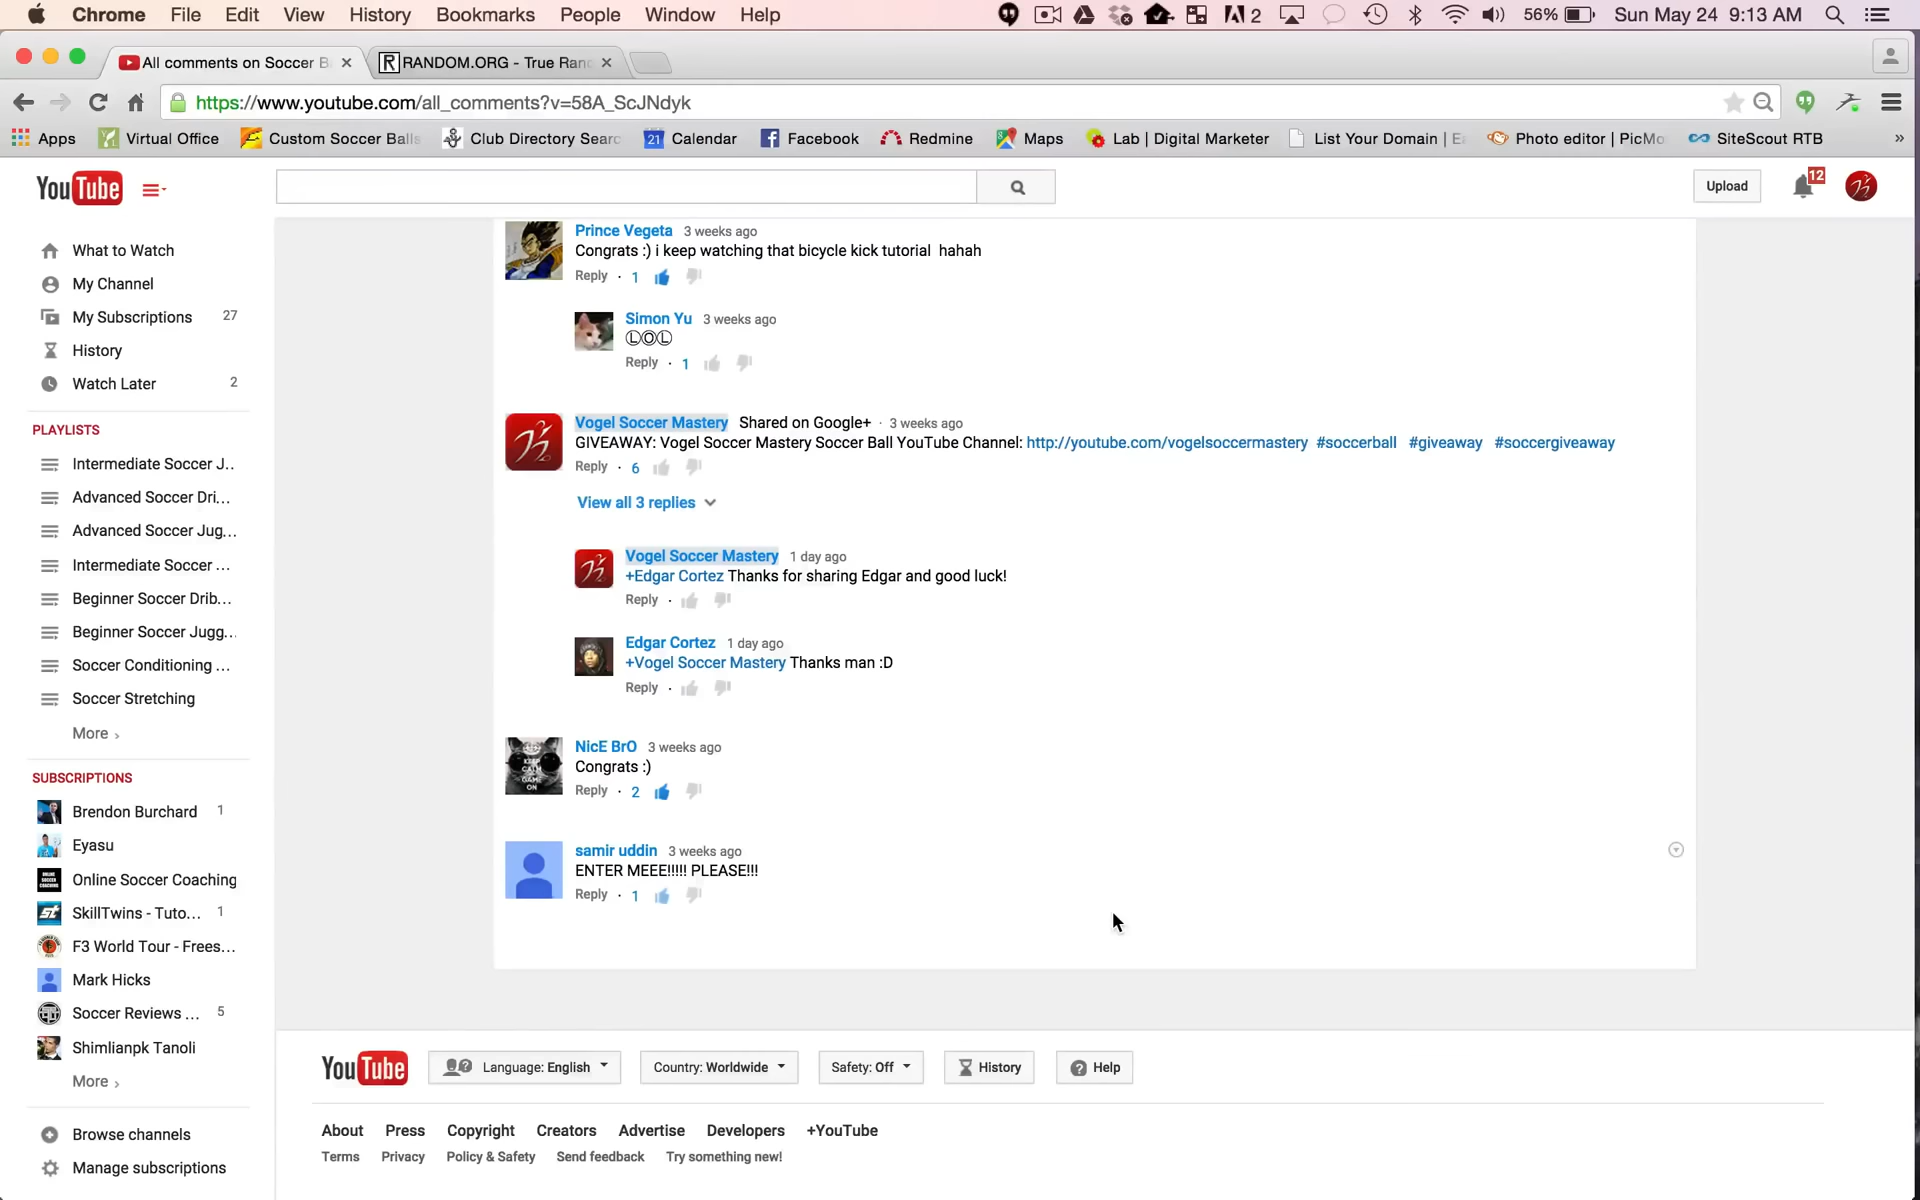 Chrome File Edit View History Bookmarks People Window Help 2 56% Sun May 24 9:13 AM
All comments on Soccer B RANDOM.ORG - True Ran
https://www.youtube.com/all_comments?v=58A_ScJNdyk
Apps Virtual Office Custom Soccer Balls Club Directory Searc 21 Calendar Facebook Redmine Maps Lab | Digital Marketer List Your Domain | Ea Photo editor | PicMo SiteScout RTB »
YouTube Upload 12
What to Watch
My Channel
My Subscriptions 27
History
Watch Later 2
PLAYLISTS
Intermediate Soccer J..
Advanced Soccer Dri...
Advanced Soccer Jug...
Intermediate Soccer ...
Beginner Soccer Drib...
Beginner Soccer Jugg...
Soccer Conditioning ...
Soccer Stretching
More ›
SUBSCRIPTIONS
Brendon Burchard 1
Eyasu
Online Soccer Coaching
SkillTwins - Tuto... 1
F3 World Tour - Frees...
Mark Hicks
Soccer Reviews ... 5
Shimlianpk Tanoli
More ›
Browse channels
Manage subscriptions
Prince Vegeta 3 weeks ago
Congrats :) i keep watching that bicycle kick tutorial hahah
Reply · 1
Simon Yu 3 weeks ago
ⓁⓄⓁ
Reply · 1
Vogel Soccer Mastery Shared on Google+ · 3 weeks ago
GIVEAWAY: Vogel Soccer Mastery Soccer Ball YouTube Channel: http://youtube.com/vogelsoccermastery #soccerball #giveaway #soccergiveaway
Reply · 6
View all 3 replies
Vogel Soccer Mastery 1 day ago
+Edgar Cortez Thanks for sharing Edgar and good luck!
Reply ·
Edgar Cortez 1 day ago
+Vogel Soccer Mastery Thanks man :D
Reply ·
NicE BrO 3 weeks ago
Congrats :)
Reply · 2
samir uddin 3 weeks ago
ENTER MEEE!!!!! PLEASE!!!
Reply · 1
YouTube Language: English Country: Worldwide Safety: Off History Help
About Press Copyright Creators Advertise Developers +YouTube
Terms Privacy Policy & Safety Send feedback Try something new!